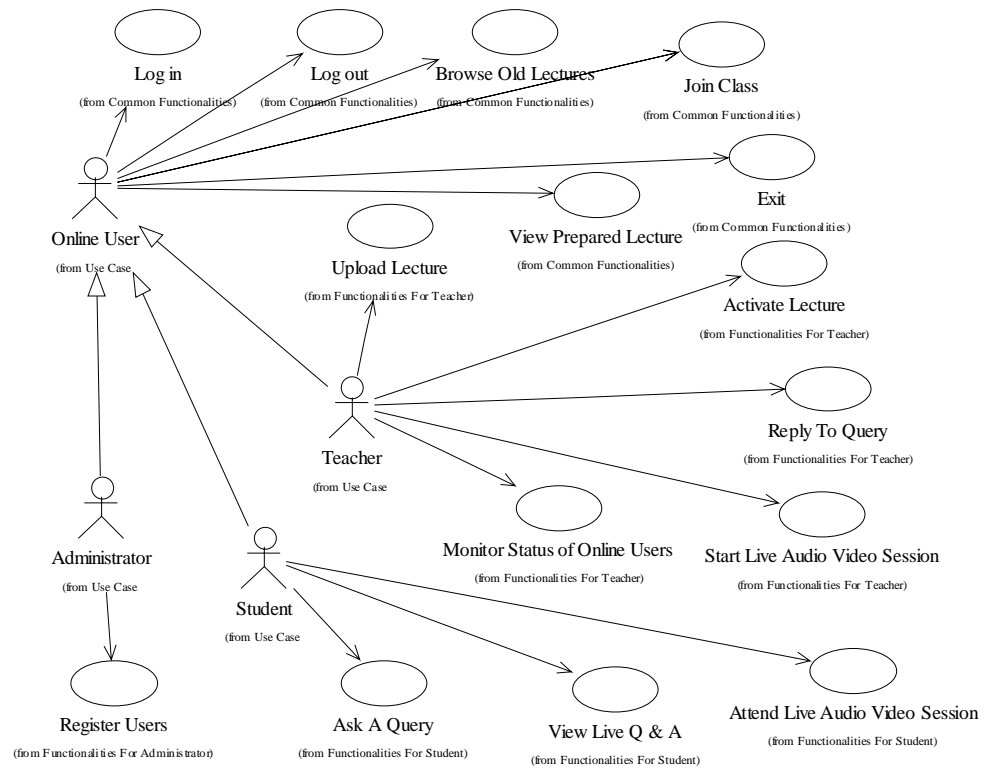 Log in
(from Common Functionalities)
Log out
(from Common Functionalities)
Browse Old Lectures
(from Common Functionalities)
Join Class
(from Common Functionalities)
Exit
(from Common Functionalities)
Online User
(from Use Case
View Prepared Lecture
(from Common Functionalities)
Upload Lecture
(from Functionalities For Teacher)
Activate Lecture
(from Functionalities For Teacher)
Reply To Query
(from Functionalities For Teacher)
Teacher
(from Use Case
Monitor Status of Online Users
(from Functionalities For Teacher)
Start Live Audio Video Session
(from Functionalities For Teacher)
Administrator
(from Use Case
Student
(from Use Case
Register Users
(from Functionalities For Administrator)
Ask A Query
(from Functionalities For Student)
View Live Q & A
(from Functionalities For Student)
Attend Live Audio Video Session
(from Functionalities For Student)